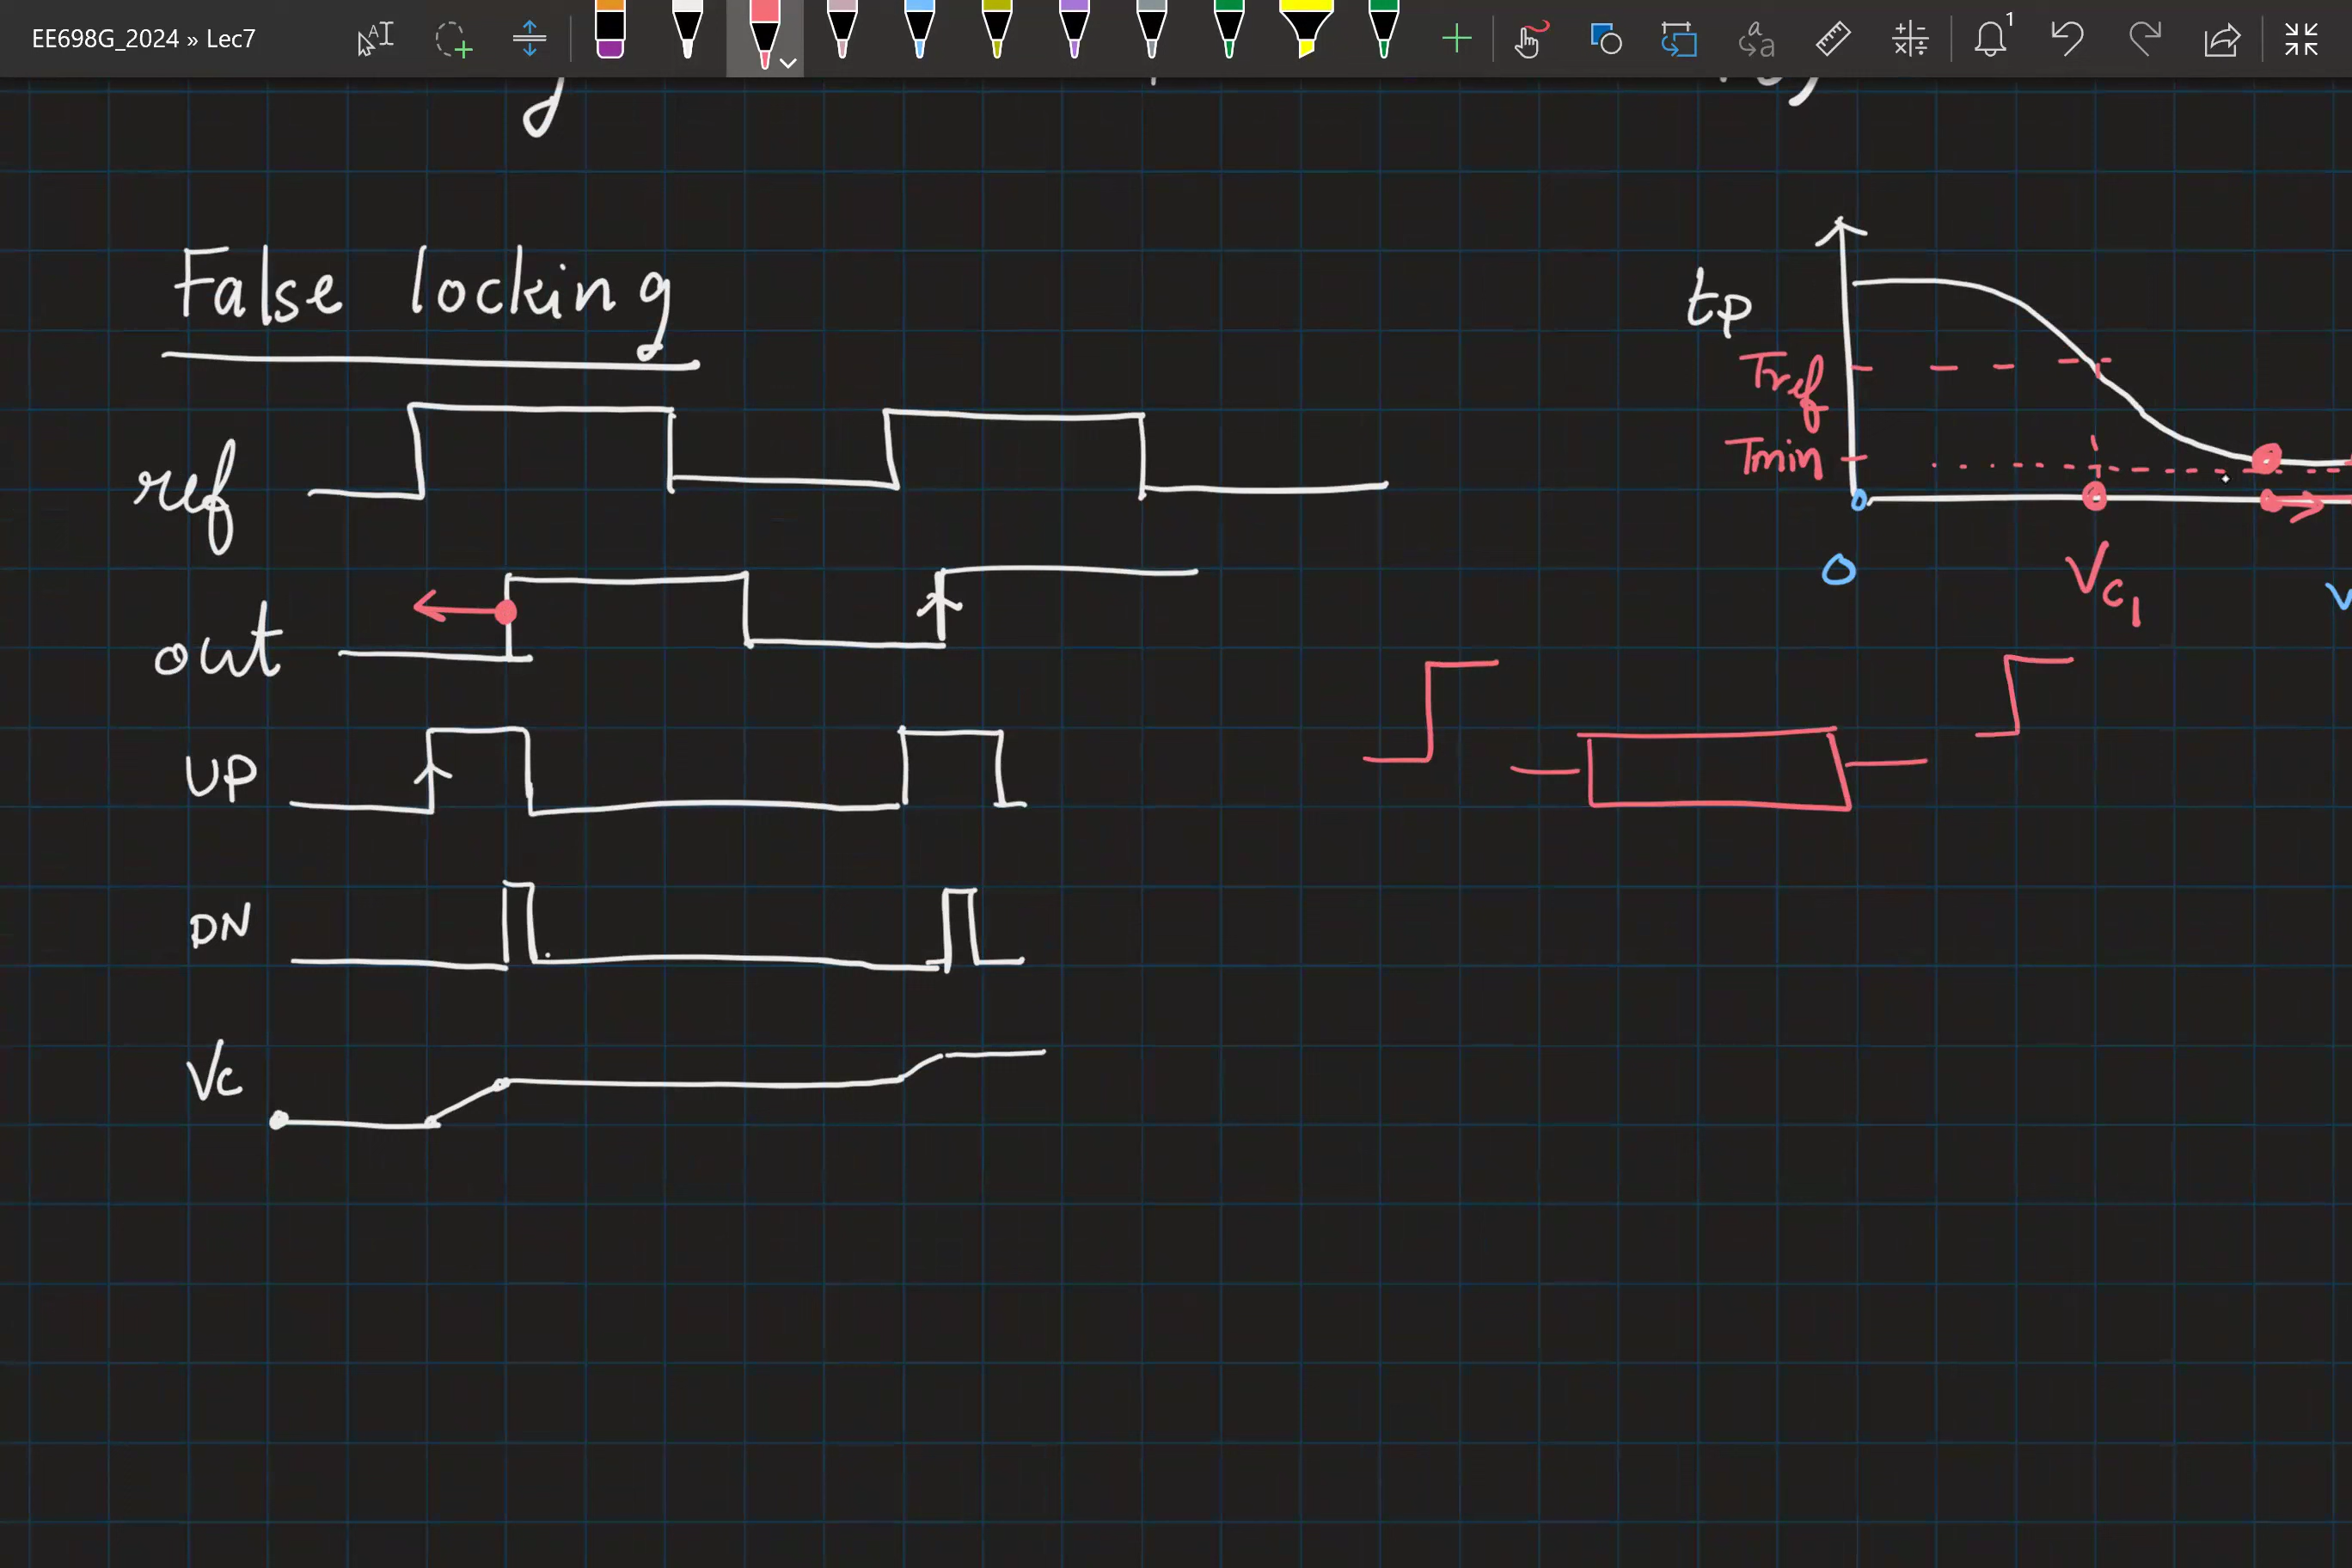 EE698G_2024 » Lec7
False locking
ref
out
UP
DN
Vc
tp
Tref
Tmin
0
Vc1